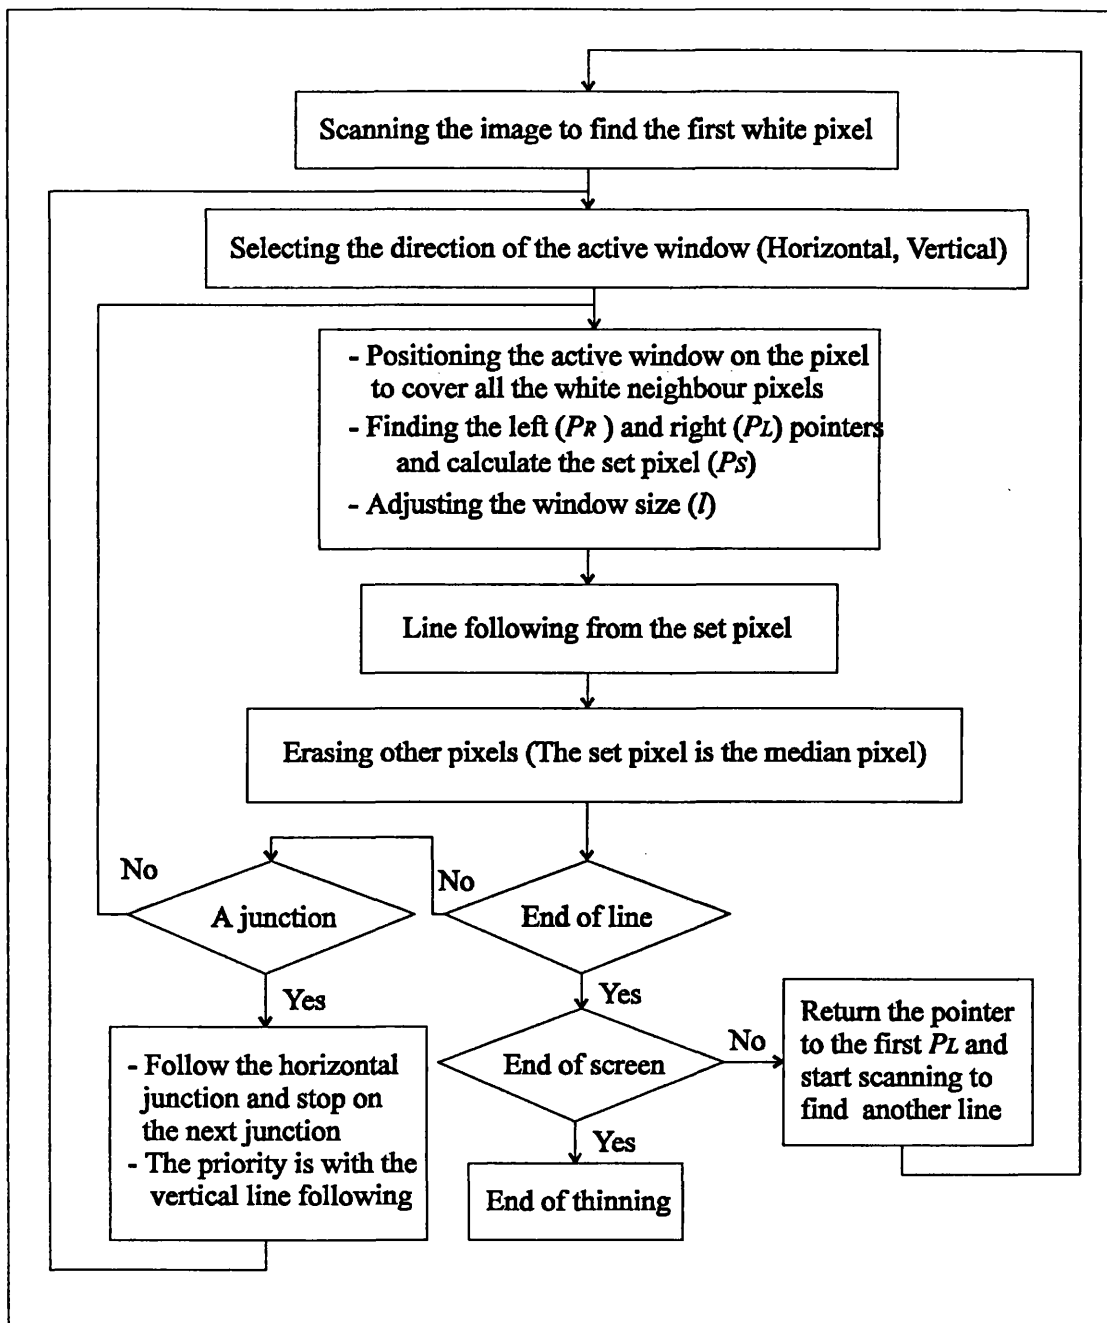 Scanning the image to find the first white pixel
Selecting the direction of the active window (Horizontal, Vertical)
- Positioning the active window on the pixel
to cover all the white neighbour pixels
- Finding the left (PR ) and right (PL) pointers
and calculate the set pixel (PS)
- Adjusting the window size (l)
Line following from the set pixel
Erasing other pixels (The set pixel is the median pixel)
No
A junction
No
End of line
Yes
Yes
- Follow the horizontal
junction and stop on
the next junction
- The priority is with the
vertical line following
End of screen
No
Return the pointer
to the first PL and
start scanning to
find another line
Yes
End of thinning